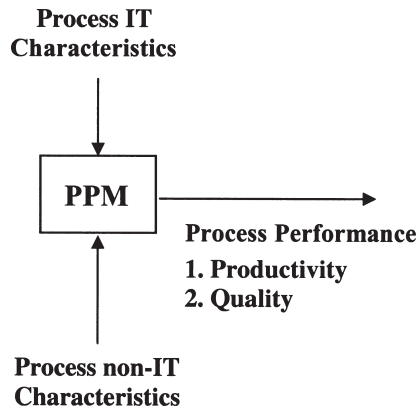 Process IT
Characteristics
PPM
Process Performance
1. Productivity
2. Quality
Process non-IT
Characteristics